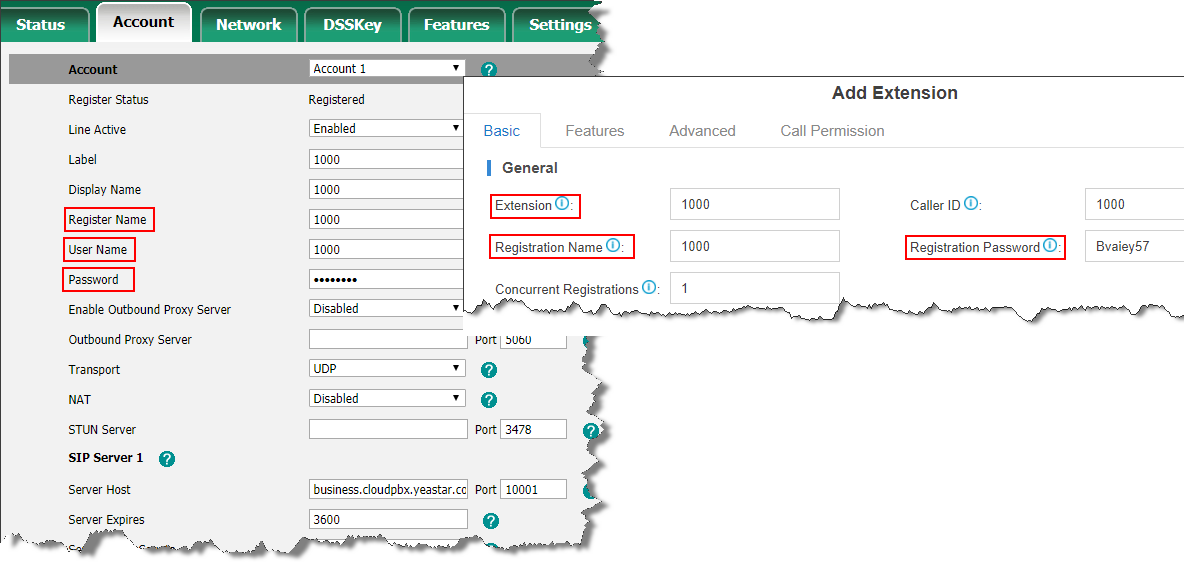 Status Account Network DSSKey Features Settings
Account Account 1 ?
Register Status Registered
Line Active Enabled
Label 1000
Display Name 1000
Register Name 1000
User Name 1000
Password ••••••••
Enable Outbound Proxy Server Disabled
Outbound Proxy Server Port 5060
Transport UDP ?
NAT Disabled ?
STUN Server Port 3478 ?
SIP Server 1 ?
Server Host business.cloudpbx.yeastar.co Port 10001
Server Expires 3600 ?
Add Extension
Basic Features Advanced Call Permission
General
Extension ⓘ: 1000 Caller ID ⓘ: 1000
Registration Name ⓘ: 1000 Registration Password ⓘ: Bvaiey57
Concurrent Registrations ⓘ: 1